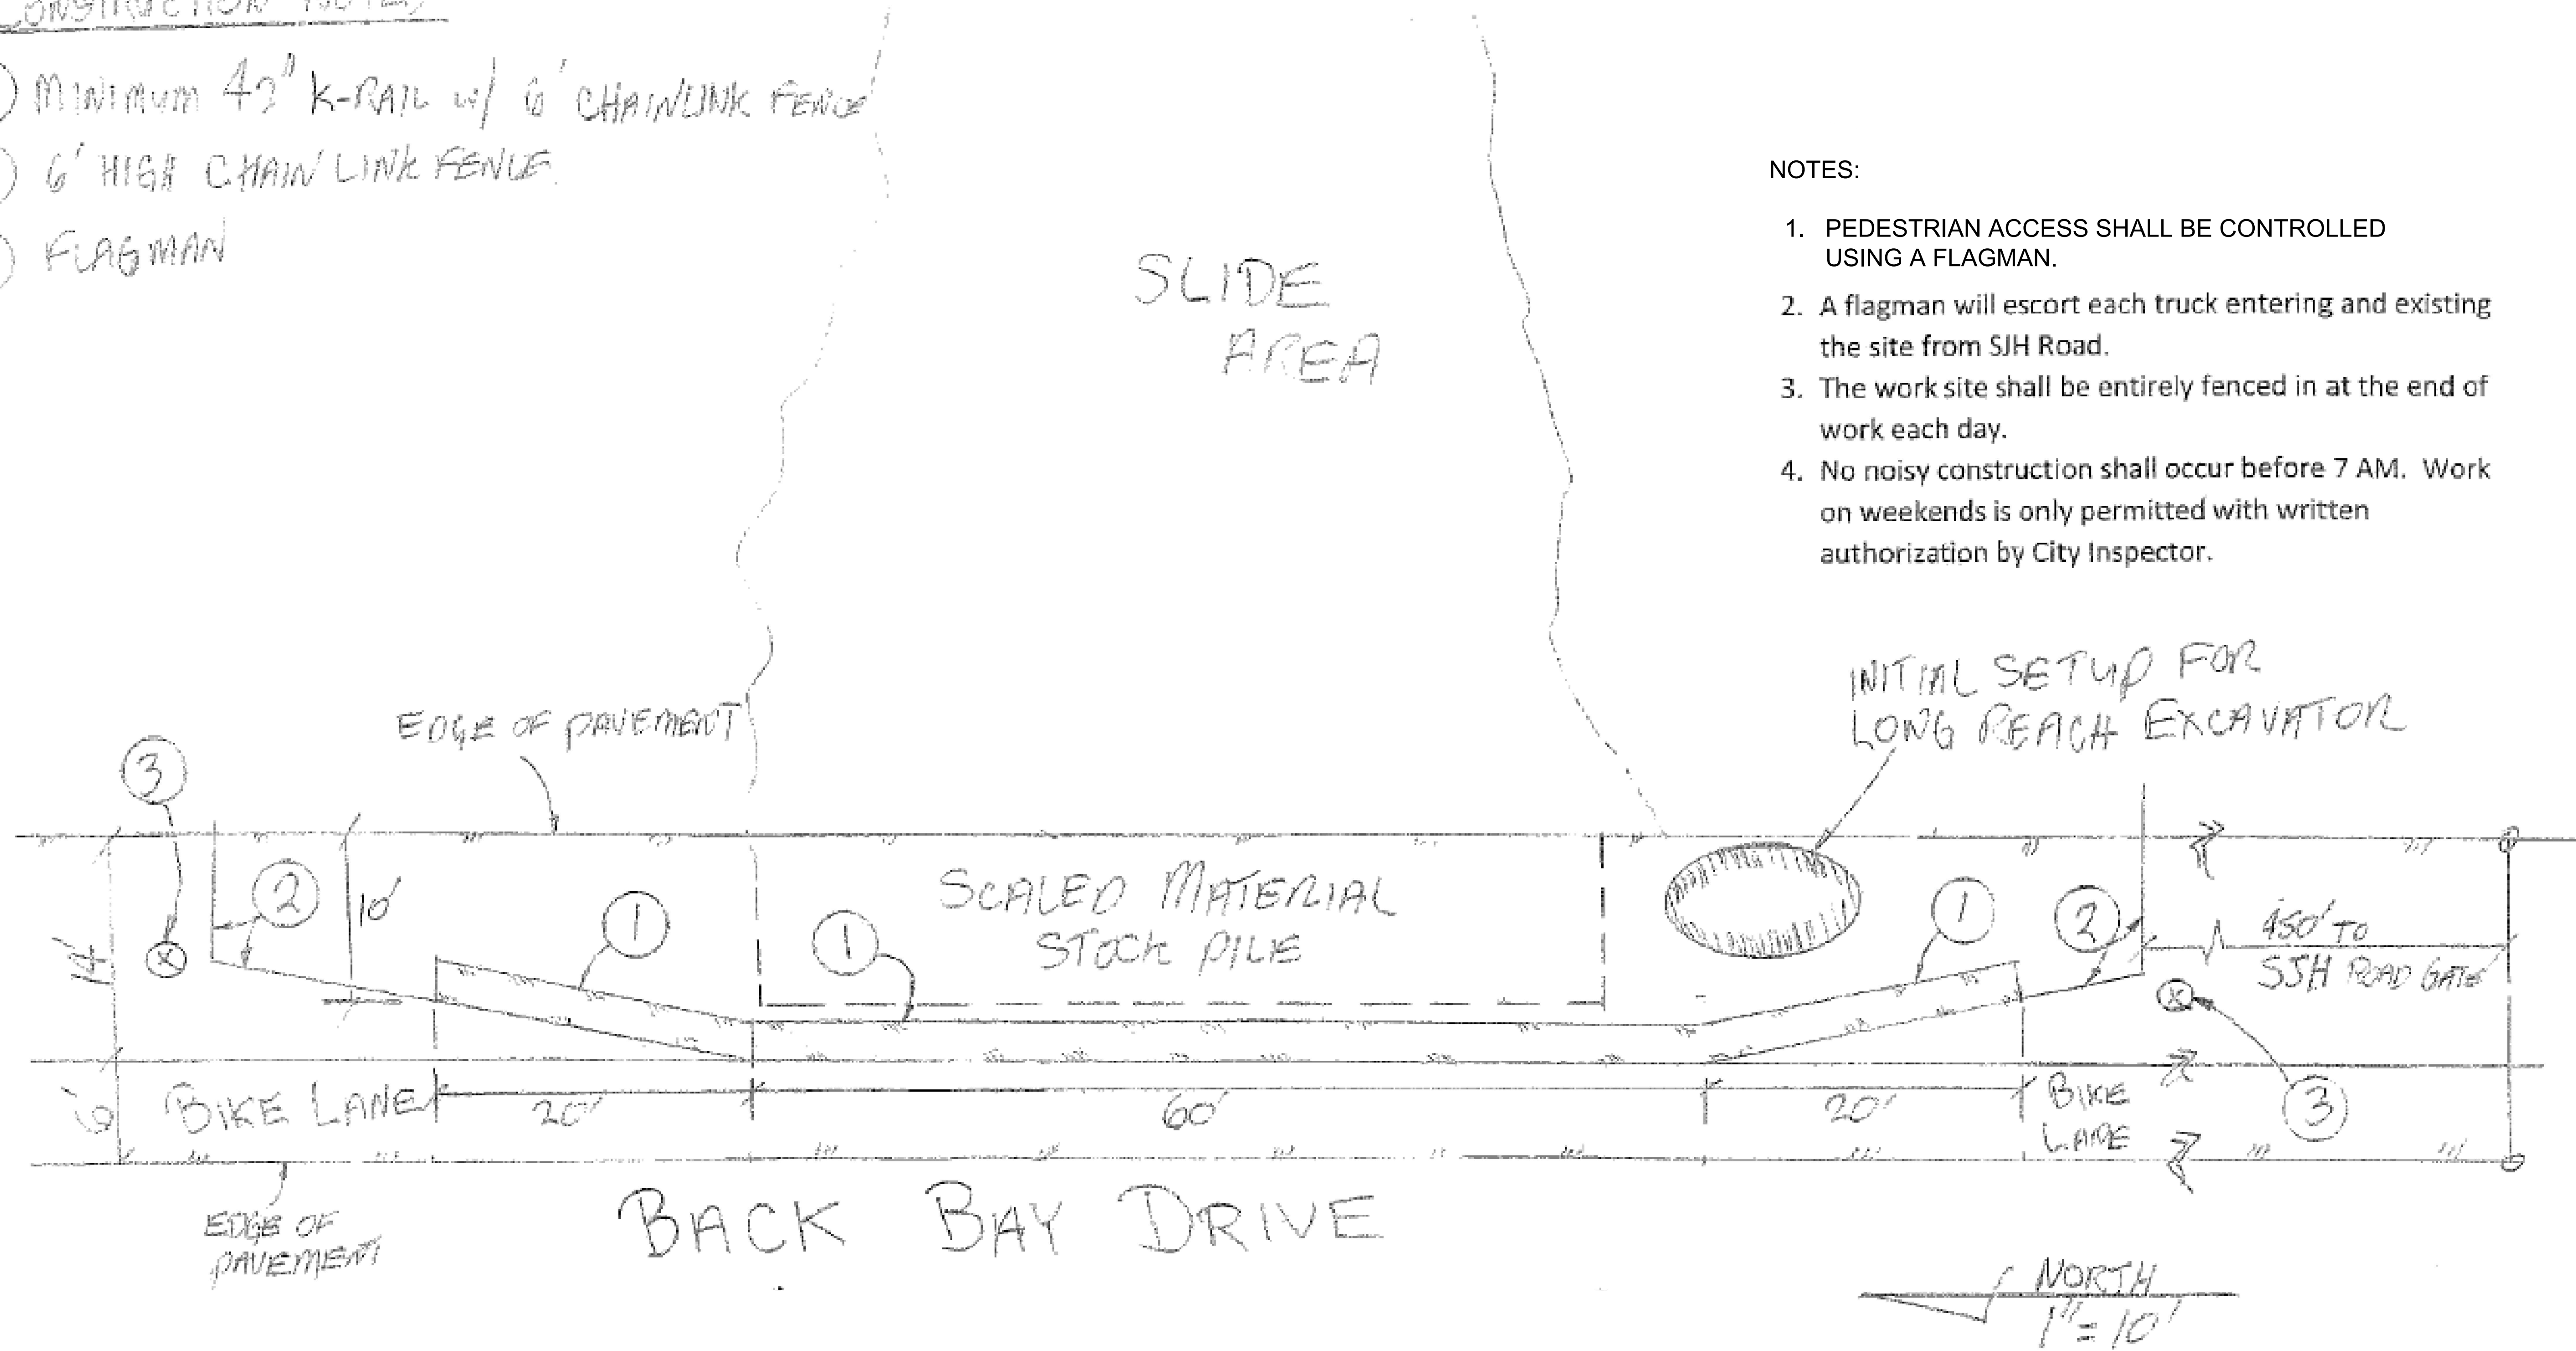 CONSTRUCTION NOTES
MINIMUM 42" K-RAIL w/ 6' CHAINLINK FENCE
6' HIGH CHAIN LINK FENCE
FLAGMAN
SLIDE
AREA
NOTES:
1. PEDESTRIAN ACCESS SHALL BE CONTROLLED
USING A FLAGMAN.
2. A flagman will escort each truck entering and existing
the site from SJH Road.
3. The work site shall be entirely fenced in at the end of
work each day.
4. No noisy construction shall occur before 7 AM. Work
on weekends is only permitted with written
authorization by City Inspector.
INITIAL SETUP FOR
LONG REACH EXCAVATOR
EDGE OF PAVEMENT
3
2
10'
1
1
SCALED MATERIAL
STOCK PILE
1
2
450' TO
SJH ROAD GATE
14'
X
X
6'
BIKE LANE
20'
60'
20'
BIKE
LANE
3
EDGE OF
PAVEMENT
BACK BAY DRIVE
NORTH
1" = 10'